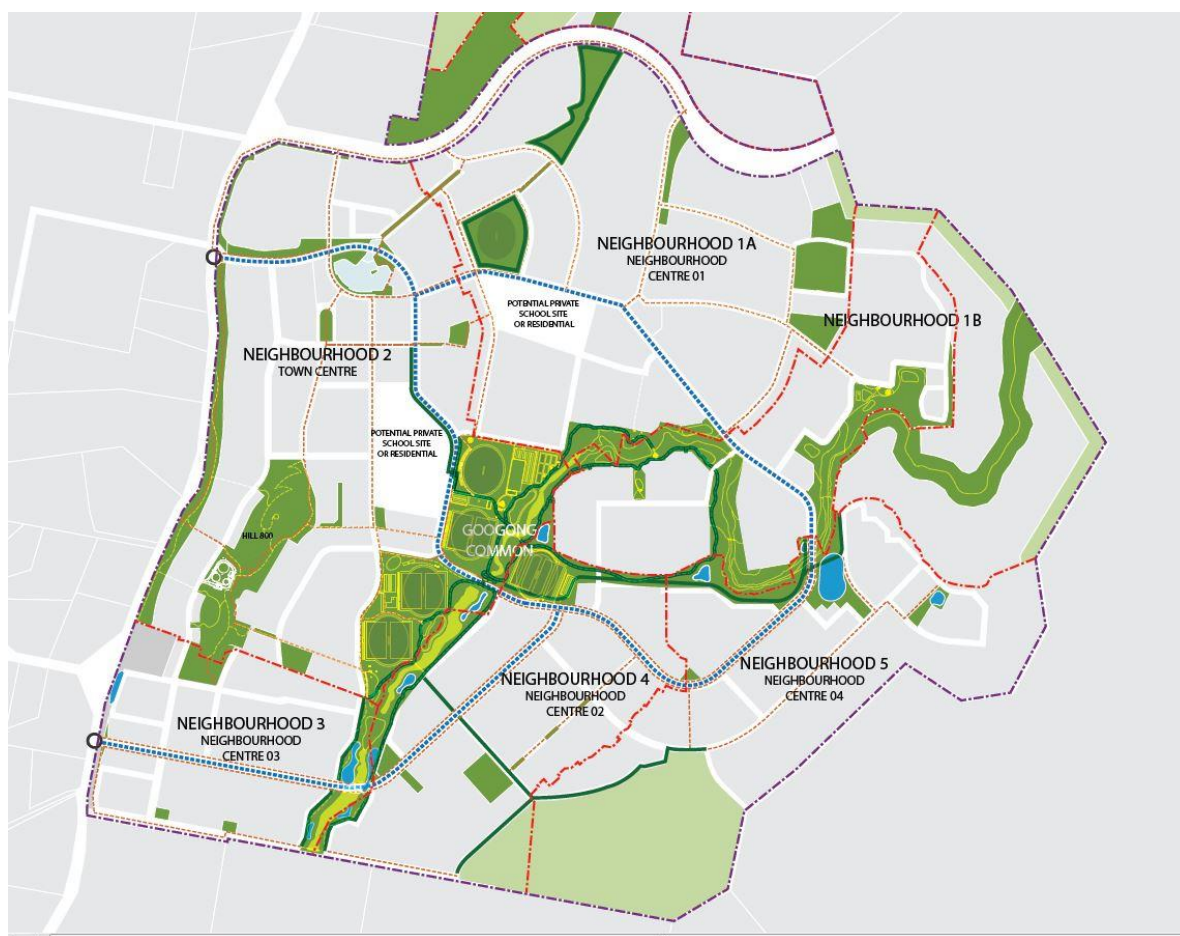 NEIGHBOURHOOD 1A
NEIGHBOURHOOD
CENTRE 01
POTENTIAL PRIVATE
SCHOOL SITE
OR RESIDENTIAL
NEIGHBOURHOOD 1B
NEIGHBOURHOOD 2
TOWN CENTRE
POTENTIAL PRIVATE
SCHOOL SITE
OR RESIDENTIAL
GOOGONG
COMMON
HILL 800
NEIGHBOURHOOD 5
NEIGHBOURHOOD
CENTRE 04
NEIGHBOURHOOD 4
NEIGHBOURHOOD
CENTRE 02
NEIGHBOURHOOD 3
NEIGHBOURHOOD
CENTRE 03